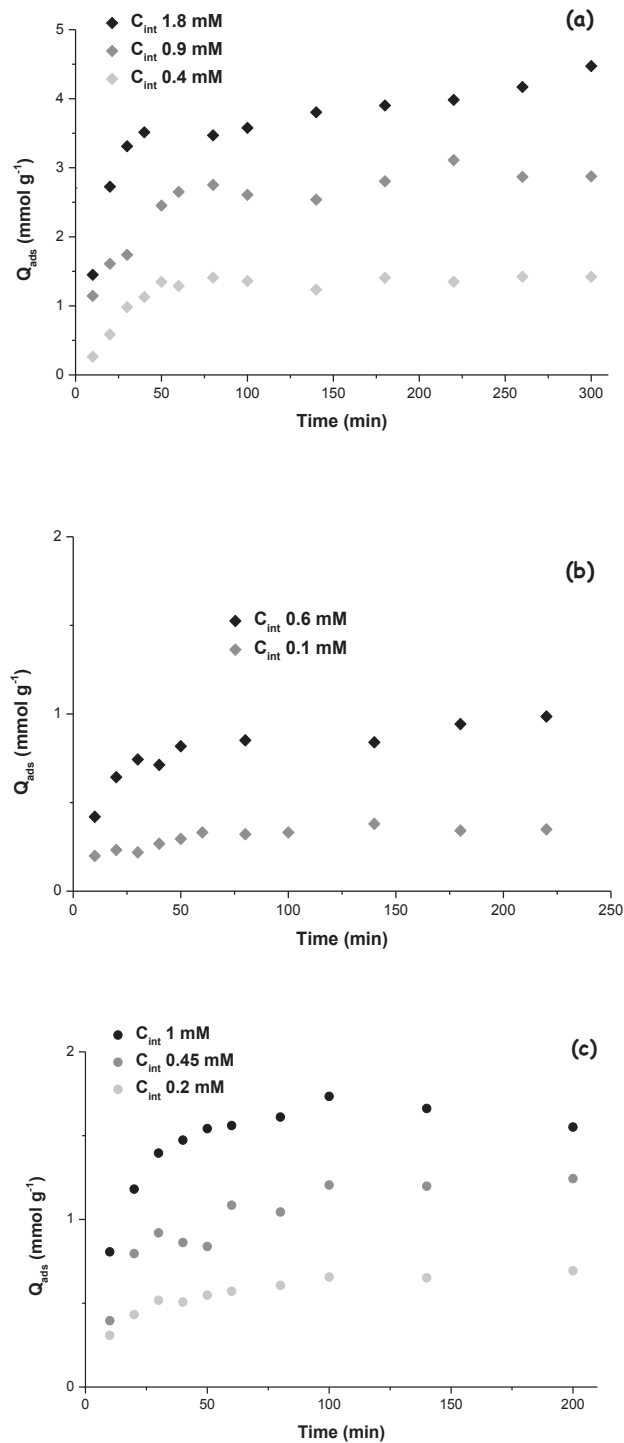 (a)
C_int 1.8 mM
C_int 0.9 mM
C_int 0.4 mM
5
4
3
2
1
0
Q_ads (mmol g^-1)
0 50 100 150 200 250 300
Time (min)
(b)
C_int 0.6 mM
C_int 0.1 mM
2
1
0
Q_ads (mmol g^-1)
0 50 100 150 200 250
Time (min)
(c)
C_int 1 mM
C_int 0.45 mM
C_int 0.2 mM
2
1
0
Q_ads (mmol g^-1)
0 50 100 150 200
Time (min)